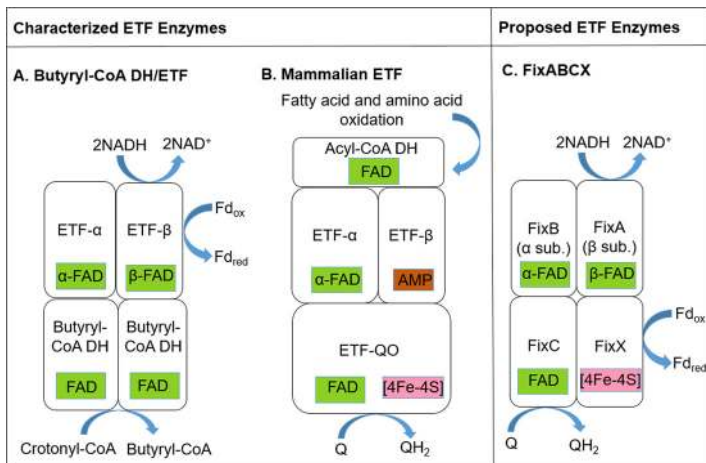 Characterized ETF Enzymes
Proposed ETF Enzymes
A. Butyryl-CoA DH/ETF
2NADH
2NAD⁺
ETF-α
ETF-β
Fdox
Fdred
α-FAD
β-FAD
Butyryl-
CoA DH
Butyryl-
CoA DH
FAD
FAD
Crotonyl-CoA
Butyryl-CoA
B. Mammalian ETF
Fatty acid and amino acid
oxidation
Acyl-CoA DH
FAD
ETF-α
ETF-β
α-FAD
AMP
ETF-QO
FAD
[4Fe-4S]
Q
QH₂
C. FixABCX
2NADH
2NAD⁺
FixB
(α sub.)
FixA
(β sub.)
α-FAD
β-FAD
FixC
FixX
Fdox
Fdred
FAD
[4Fe-4S]
Q
QH₂